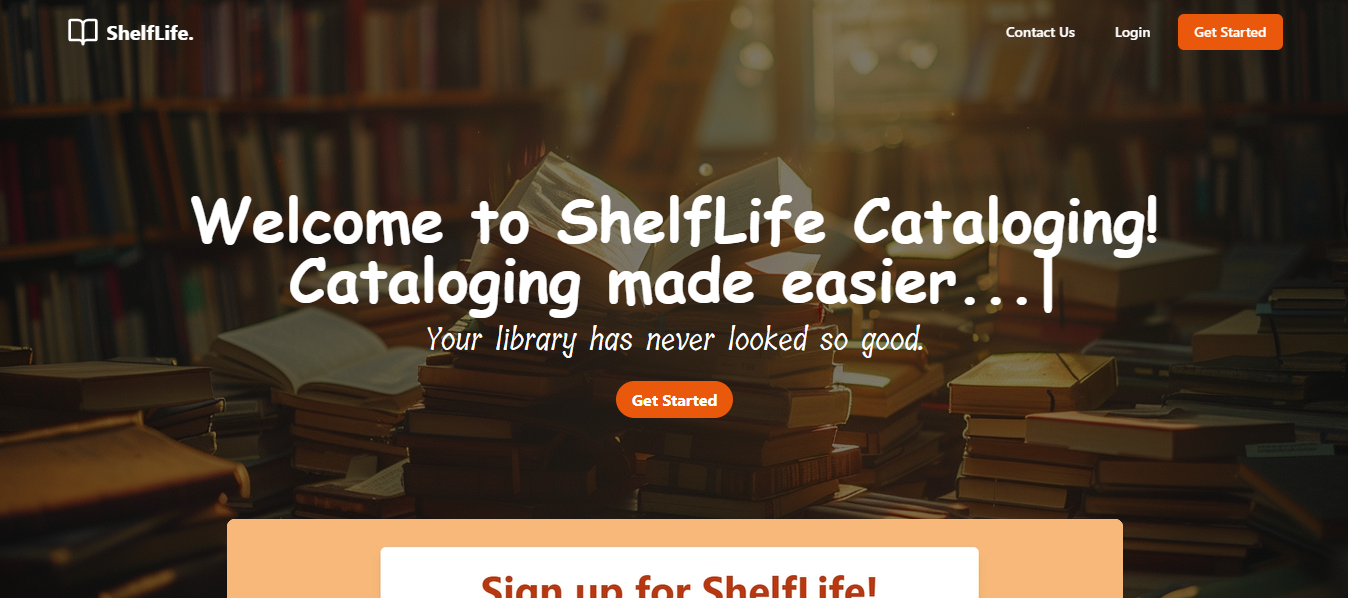 ShelfLife.
Contact Us
Login
Get Started
Welcome to ShelfLife Cataloging!
Cataloging made easier...|
Your library has never looked so good.
Get Started
Sign up for ShelfLife!